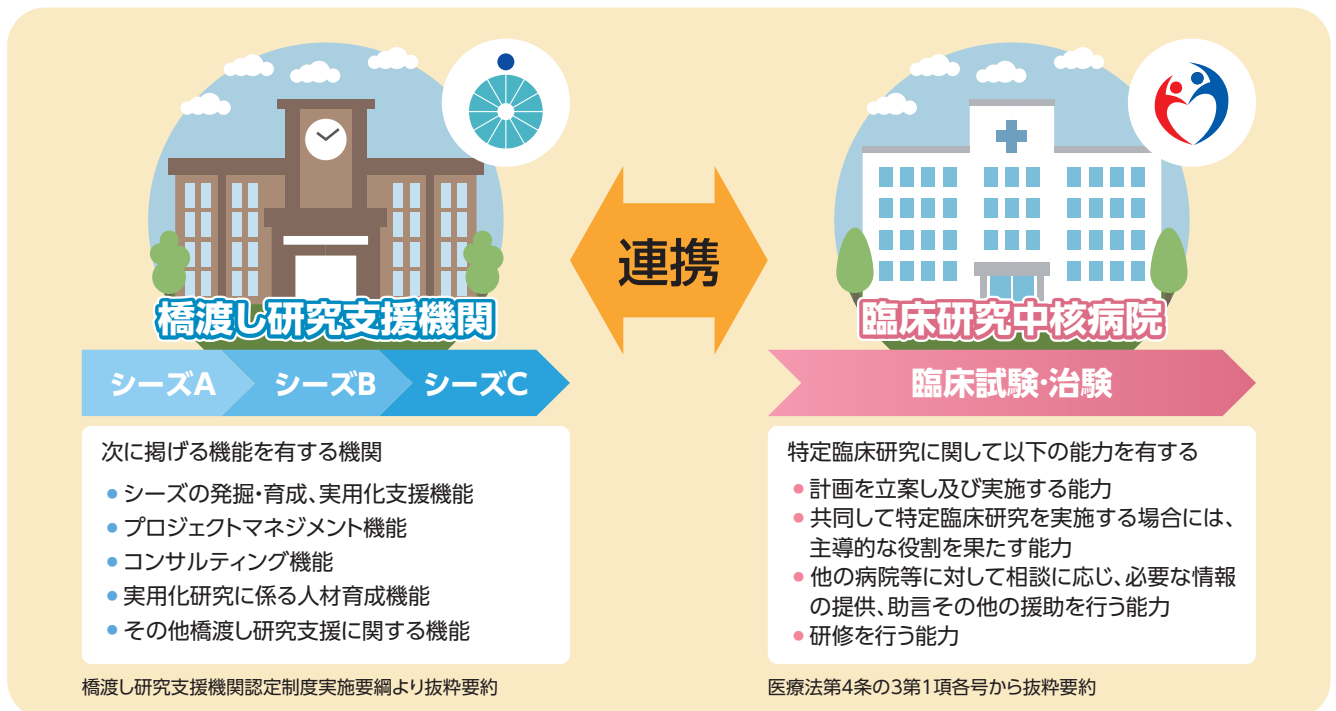 連携
橋渡し研究支援機関
シーズA
シーズB
シーズC
次に掲げる機能を有する機関
● シーズの発掘・育成、実用化支援機能
● プロジェクトマネジメント機能
● コンサルティング機能
● 実用化研究に係る人材育成機能
● その他橋渡し研究支援に関する機能
橋渡し研究支援機関認定制度実施要綱より抜粋要約
臨床研究中核病院
臨床試験・治験
特定臨床研究に関して以下の能力を有する
● 計画を立案し及び実施する能力
● 共同して特定臨床研究を実施する場合には、
主導的な役割を果たす能力
● 他の病院等に対して相談に応じ、必要な情報
の提供、助言その他の援助を行う能力
● 研修を行う能力
医療法第4条の3第1項各号から抜粋要約